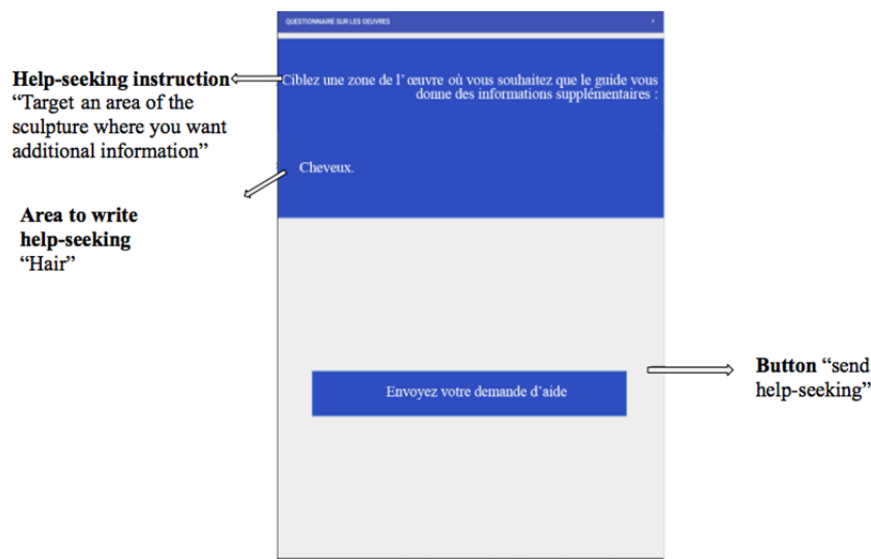 QUESTIONNAIRE SUR LES OEUVRES
Help-seeking instruction
“Target an area of the
sculpture where you want
additional information”
Ciblez une zone de l’œuvre où vous souhaitez que le guide vous
donne des informations supplémentaires :
Cheveux.
Area to write
help-seeking
“Hair”
Envoyez votre demande d’aide
Button “send
help-seeking”